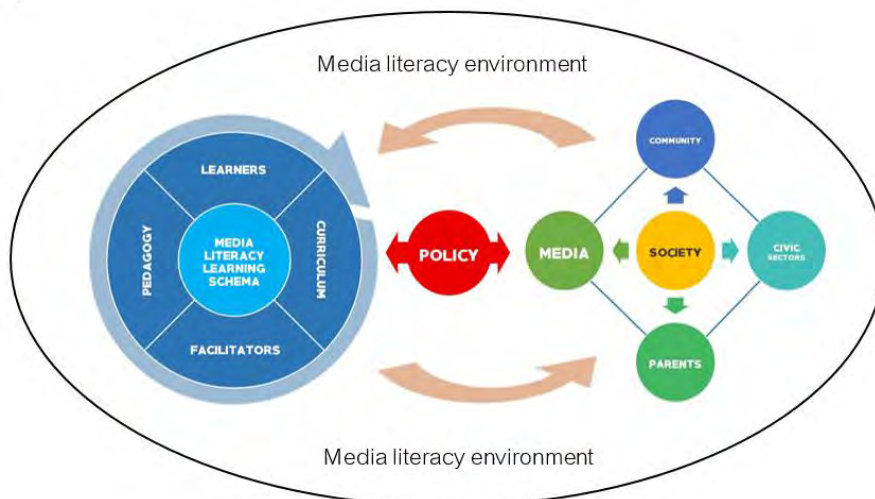 Media literacy environment
LEARNERS
PEDAGOGY
MEDIA
LITERACY
LEARNING
SCHEMA
CURRICULUM
FACILITATORS
POLICY
COMMUNITY
MEDIA
SOCIETY
CIVIC
SECTORS
PARENTS
Media literacy environment